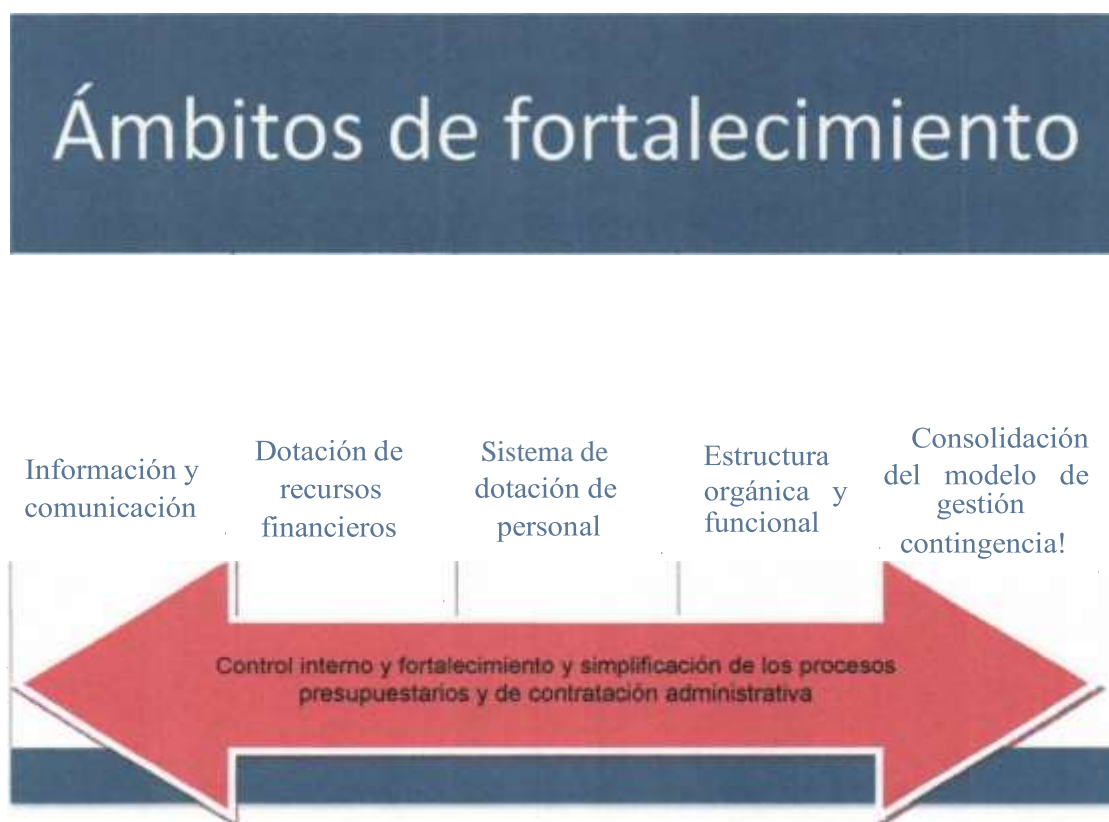 Ámbitos de fortalecimiento
Información y
comunicación
Dotación de
recursos
financieros
Sistema de
dotación de
personal
Estructura
orgánica y
funcional
Consolidación
del modelo de
gestión
contingencia!
Control interno y fortalecimiento y simplificación de los procesos
presupuestarios y de contratación administrativa